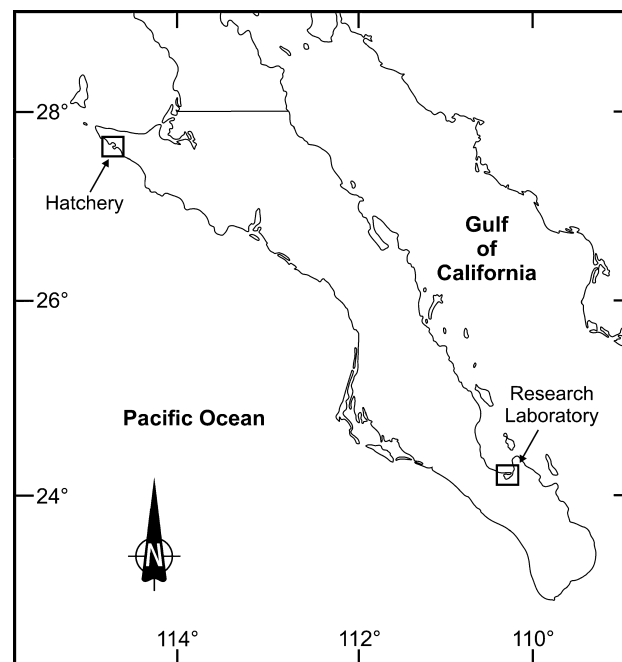 28°
Hatchery
Gulf
of
California
26°
Research
Laboratory
Pacific Ocean
24°
N
114°
112°
110°